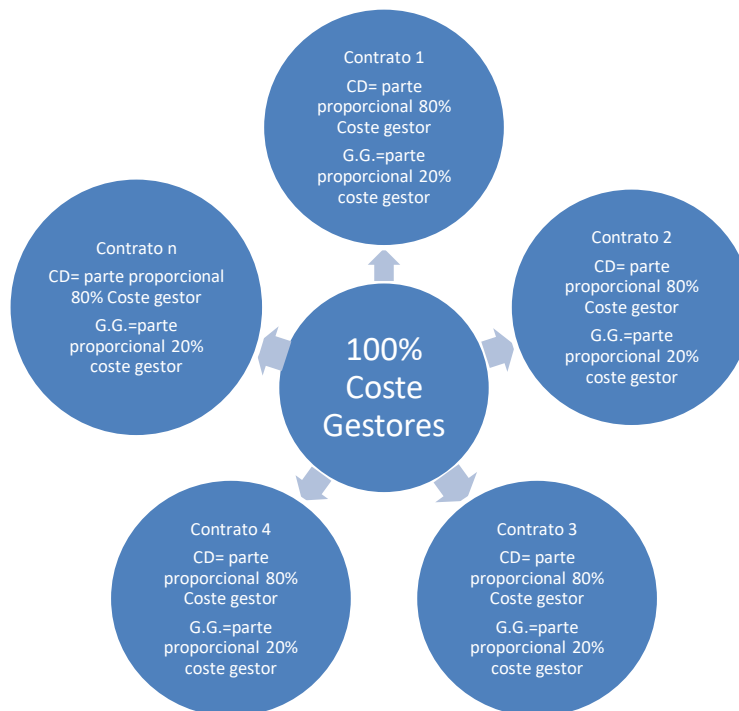 Contrato 1
CD= parte
proporcional 80%
Coste gestor
G.G.=parte
proporcional 20%
coste gestor
Contrato 2
CD= parte
proporcional 80%
Coste gestor
G.G.=parte
proporcional 20%
coste gestor
Contrato n
CD= parte proporcional
80% Coste gestor
G.G.=parte
proporcional 20%
coste gestor
100%
Coste
Gestores
Contrato 4
CD= parte
proporcional 80%
Coste gestor
G.G.=parte
proporcional 20%
coste gestor
Contrato 3
CD= parte
proporcional 80%
Coste gestor
G.G.=parte
proporcional 20%
coste gestor